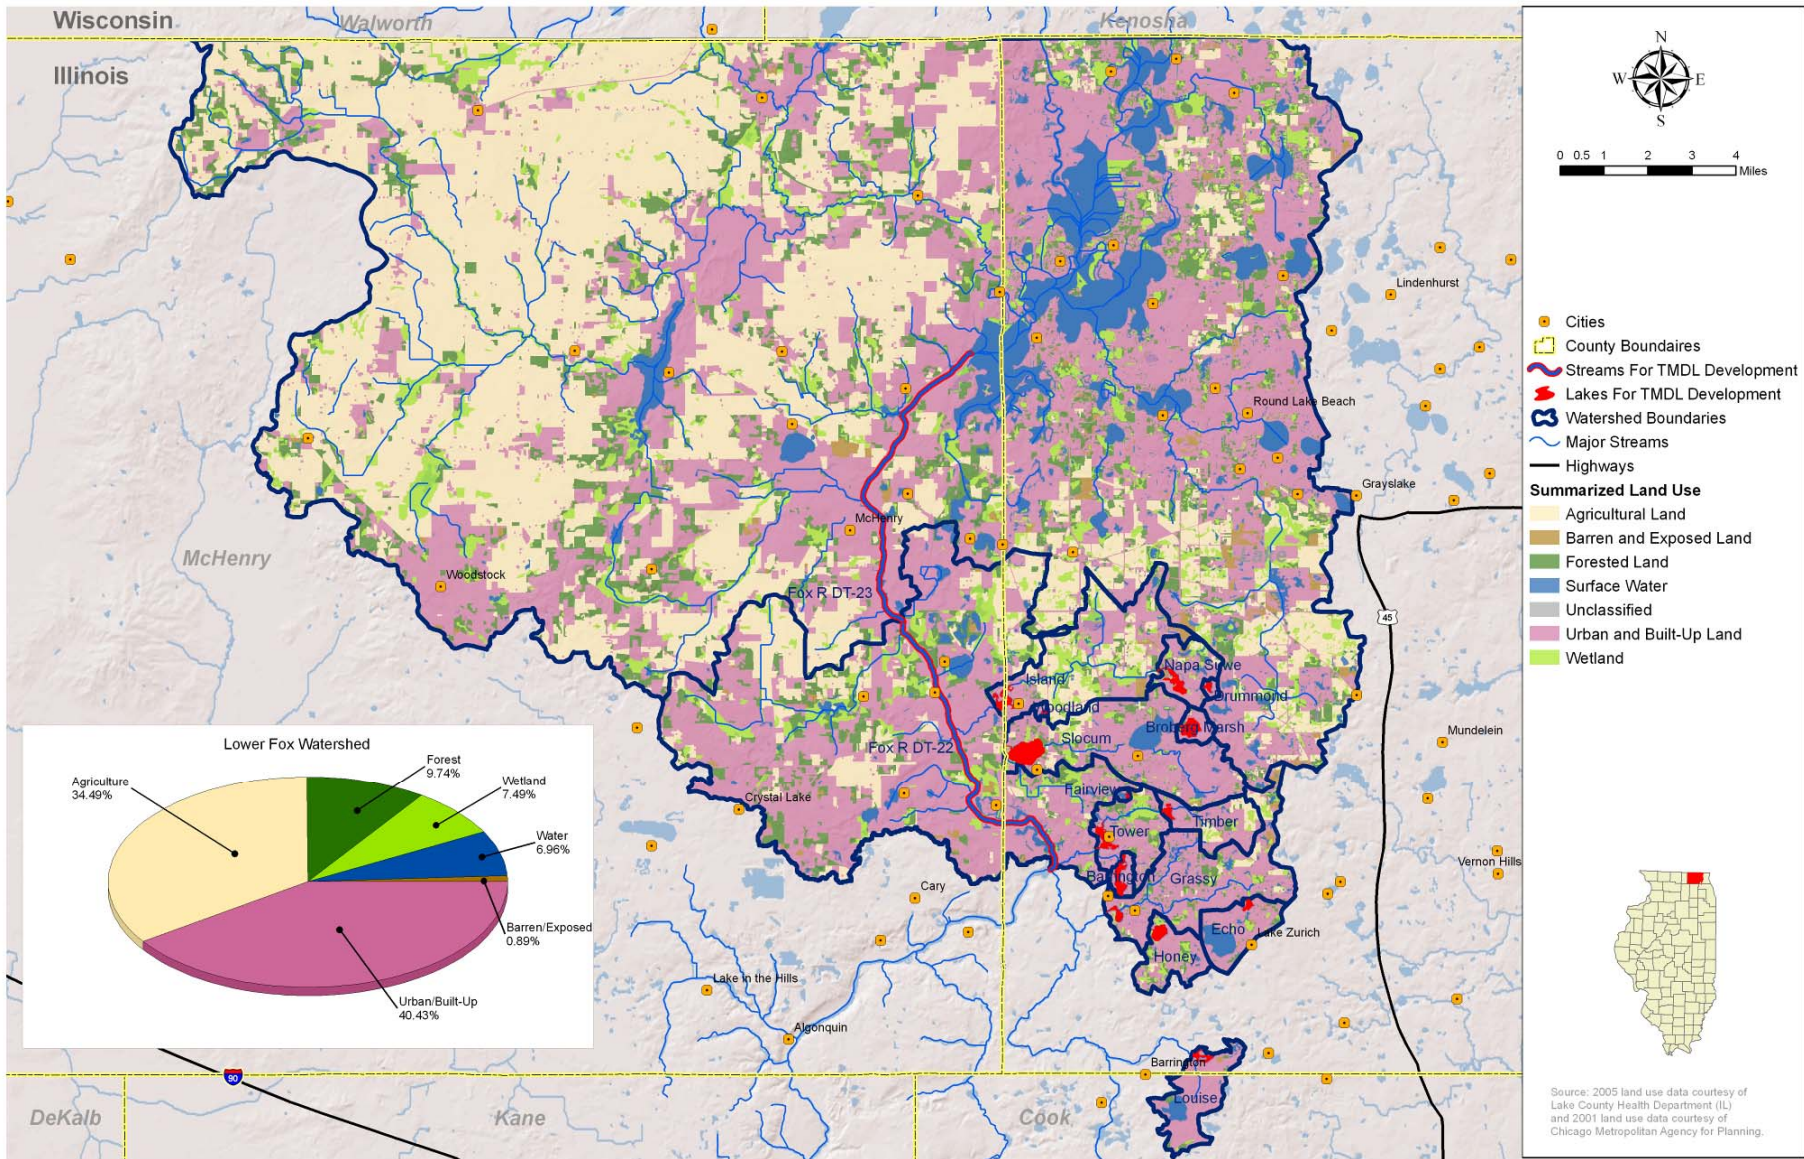 Wisconsin
Walworth
Kenosha
Illinois
N
W
E
S
0 0.5 1 2 3 4
Miles
Lindenhurst
Cities
County Boundaires
Streams For TMDL Development
Lakes For TMDL Development
Watershed Boundaries
Major Streams
Highways
Summarized Land Use
Agricultural Land
Barren and Exposed Land
Forested Land
Surface Water
Unclassified
Urban and Built-Up Land
Wetland
Round Lake Beach
Grayslake
McHenry
McHenry
Lake
Woodstock
Fox R DT-23
45
Napa Suwe
Island
Drummond
Woodland
Broberg Marsh
Slocum
Fox R DT-22
Mundelein
Fairview
Crystal Lake
Tower
Timber
Vernon Hills
Barrington
Grassy
Cary
Echo
Lake Zurich
Honey
Lake in the Hills
Algonquin
Barrington
Louise
90
DeKalb
Kane
Cook
Lower Fox Watershed
Forest
9.74%
Agriculture
34.49%
Wetland
7.49%
Water
6.96%
Barren/Exposed
0.89%
Urban/Built-Up
40.43%
Source: 2005 land use data courtesy of
Lake County Health Department (IL)
and 2001 land use data courtesy of
Chicago Metropolitan Agency for Planning.